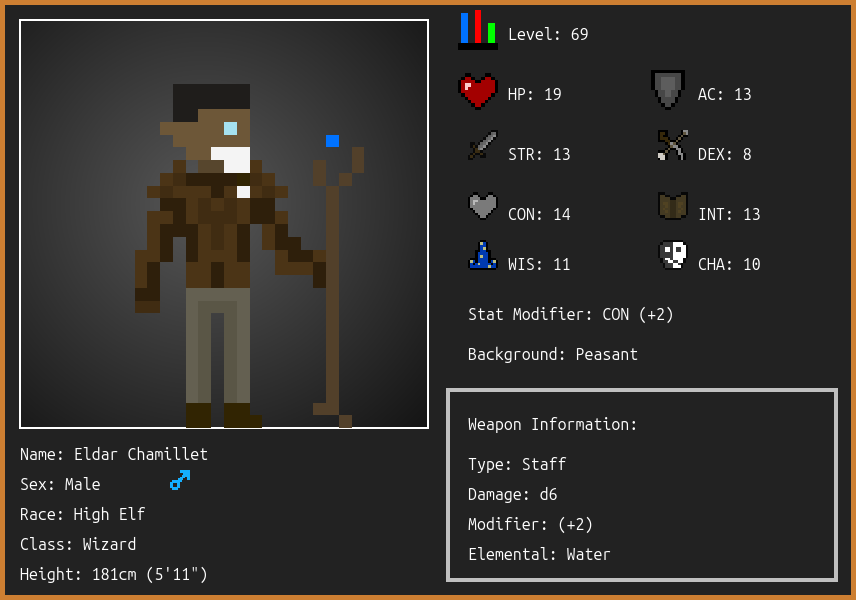 Level: 69
HP: 19
AC: 13
STR: 13
DEX: 8
CON: 14
INT: 13
WIS: 11
CHA: 10
Stat Modifier: CON (+2)
Background: Peasant
Weapon Information:
Type: Staff
Damage: d6
Modifier: (+2)
Elemental: Water
Name: Eldar Chamillet
Sex: Male
Race: High Elf
Class: Wizard
Height: 181cm (5'11")